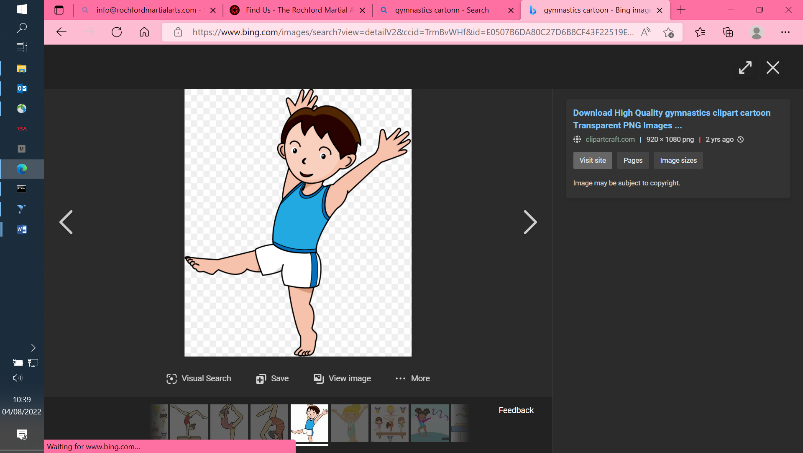 info@rochfordmartialarts.com -
Find Us - The Rochford Martial A
gymnastics cartoon - Search
gymnastics cartoon - Bing imag
https://www.bing.com/images/search?view=detailV2&ccid=TrmBvWHf&id=E0507B6DA80C27D6B8CF43F22519E...
Download High Quality gymnastics clipart cartoon
Transparent PNG Images ...
clipartcraft.com | 920 × 1080 png | 2 yrs ago
Visit site Pages Image sizes
Image may be subject to copyright.
Visual Search Save View image ... More
Feedback
10:39
04/08/2022
Waiting for www.bing.com...